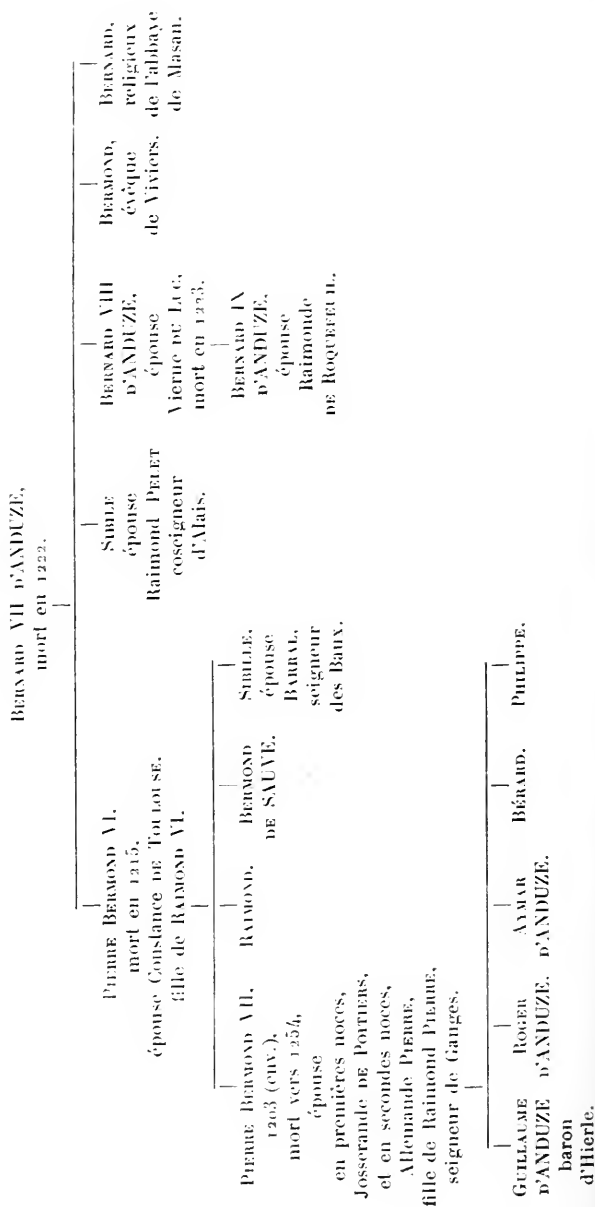 BERNARD VII D'ANDUZE,
mort en 1222.
PIERRE BERMOND VI,
mort en 1215,
épouse Constance DE TOULOUSE,
fille de RAIMOND VI.
SIBILE
épouse
Raimond PELET
coseigneur
d'Alais.
BERNARD VIII
D'ANDUZE,
épouse
Vierne DU LUC,
mort en 1223.
BERMOND,
évêque
de Viviers.
BERNARD,
religieux
de l'abbaye
de Masan.
BERNARD IX
D'ANDUZE,
épouse
Raimonde
DE ROQUEFEUIL.
PIERRE BERMOND VII,
1203 (env.),
mort vers 1254,
épouse
en premières noces,
Josserande DE POITIERS,
et en secondes noces,
Allemande PIERRE,
fille de Raimond PIERRE,
seigneur de Ganges.
RAIMOND.
BERMOND
DE SAUVE.
SIBILLE,
épouse
BARRAL,
seigneur
des Baux.
GUILLAUME
D'ANDUZE
baron
d'Hierle.
ROGER
D'ANDUZE.
AYMAR
D'ANDUZE.
BÉRARD.
PHILIPPE.